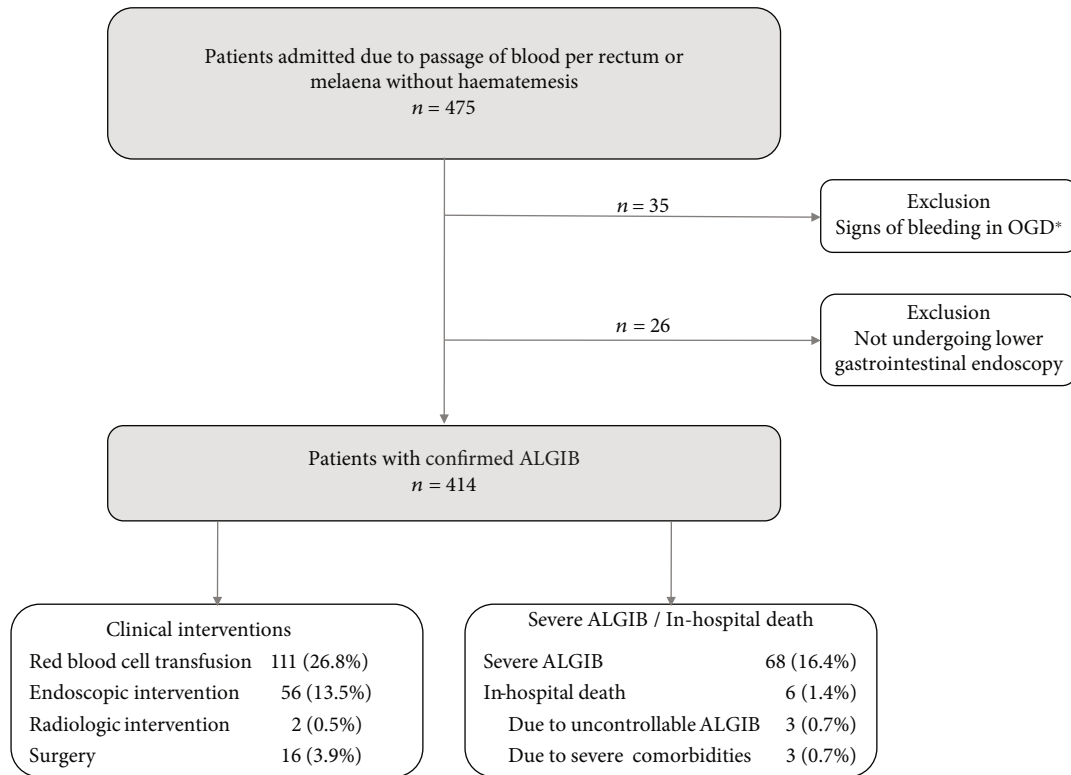 Patients admitted due to passage of blood per rectum or
melaena without haematemesis
n = 475
n = 35
Exclusion
Signs of bleeding in OGD*
n = 26
Exclusion
Not undergoing lower
gastrointestinal endoscopy
Patients with confirmed ALGIB
n = 414
Clinical interventions
Red blood cell transfusion 111 (26.8%)
Endoscopic intervention 56 (13.5%)
Radiologic intervention 2 (0.5%)
Surgery 16 (3.9%)
Severe ALGIB / In-hospital death
Severe ALGIB 68 (16.4%)
In-hospital death 6 (1.4%)
Due to uncontrollable ALGIB 3 (0.7%)
Due to severe comorbidities 3 (0.7%)